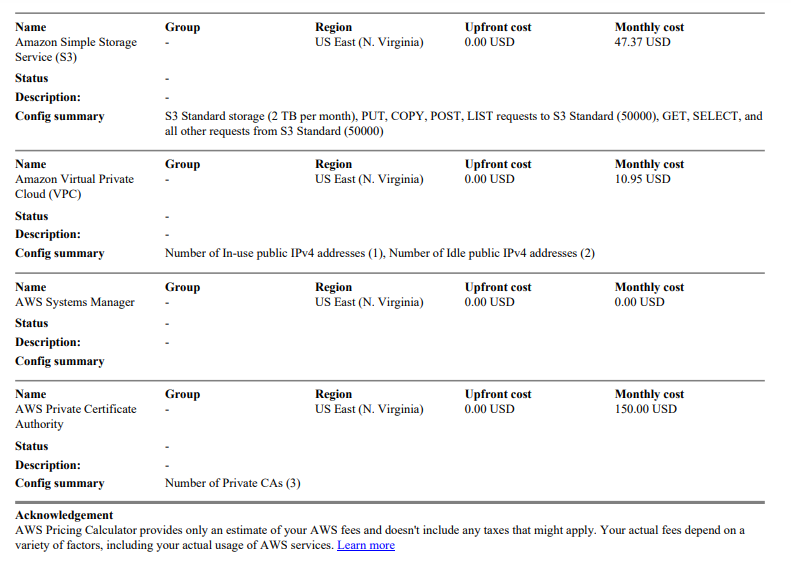 Name Group Region Upfront cost Monthly cost
Amazon Simple Storage Service (S3) - US East (N. Virginia) 0.00 USD 47.37 USD
Status -
Description: -
Config summary S3 Standard storage (2 TB per month), PUT, COPY, POST, LIST requests to S3 Standard (50000), GET, SELECT, and
all other requests from S3 Standard (50000)
Name Group Region Upfront cost Monthly cost
Amazon Virtual Private Cloud (VPC) - US East (N. Virginia) 0.00 USD 10.95 USD
Status -
Description: -
Config summary Number of In-use public IPv4 addresses (1), Number of Idle public IPv4 addresses (2)
Name Group Region Upfront cost Monthly cost
AWS Systems Manager - US East (N. Virginia) 0.00 USD 0.00 USD
Status -
Description: -
Config summary
Name Group Region Upfront cost Monthly cost
AWS Private Certificate Authority - US East (N. Virginia) 0.00 USD 150.00 USD
Status -
Description: -
Config summary Number of Private CAs (3)
Acknowledgement
AWS Pricing Calculator provides only an estimate of your AWS fees and doesn't include any taxes that might apply. Your actual fees depend on a
variety of factors, including your actual usage of AWS services. Learn more